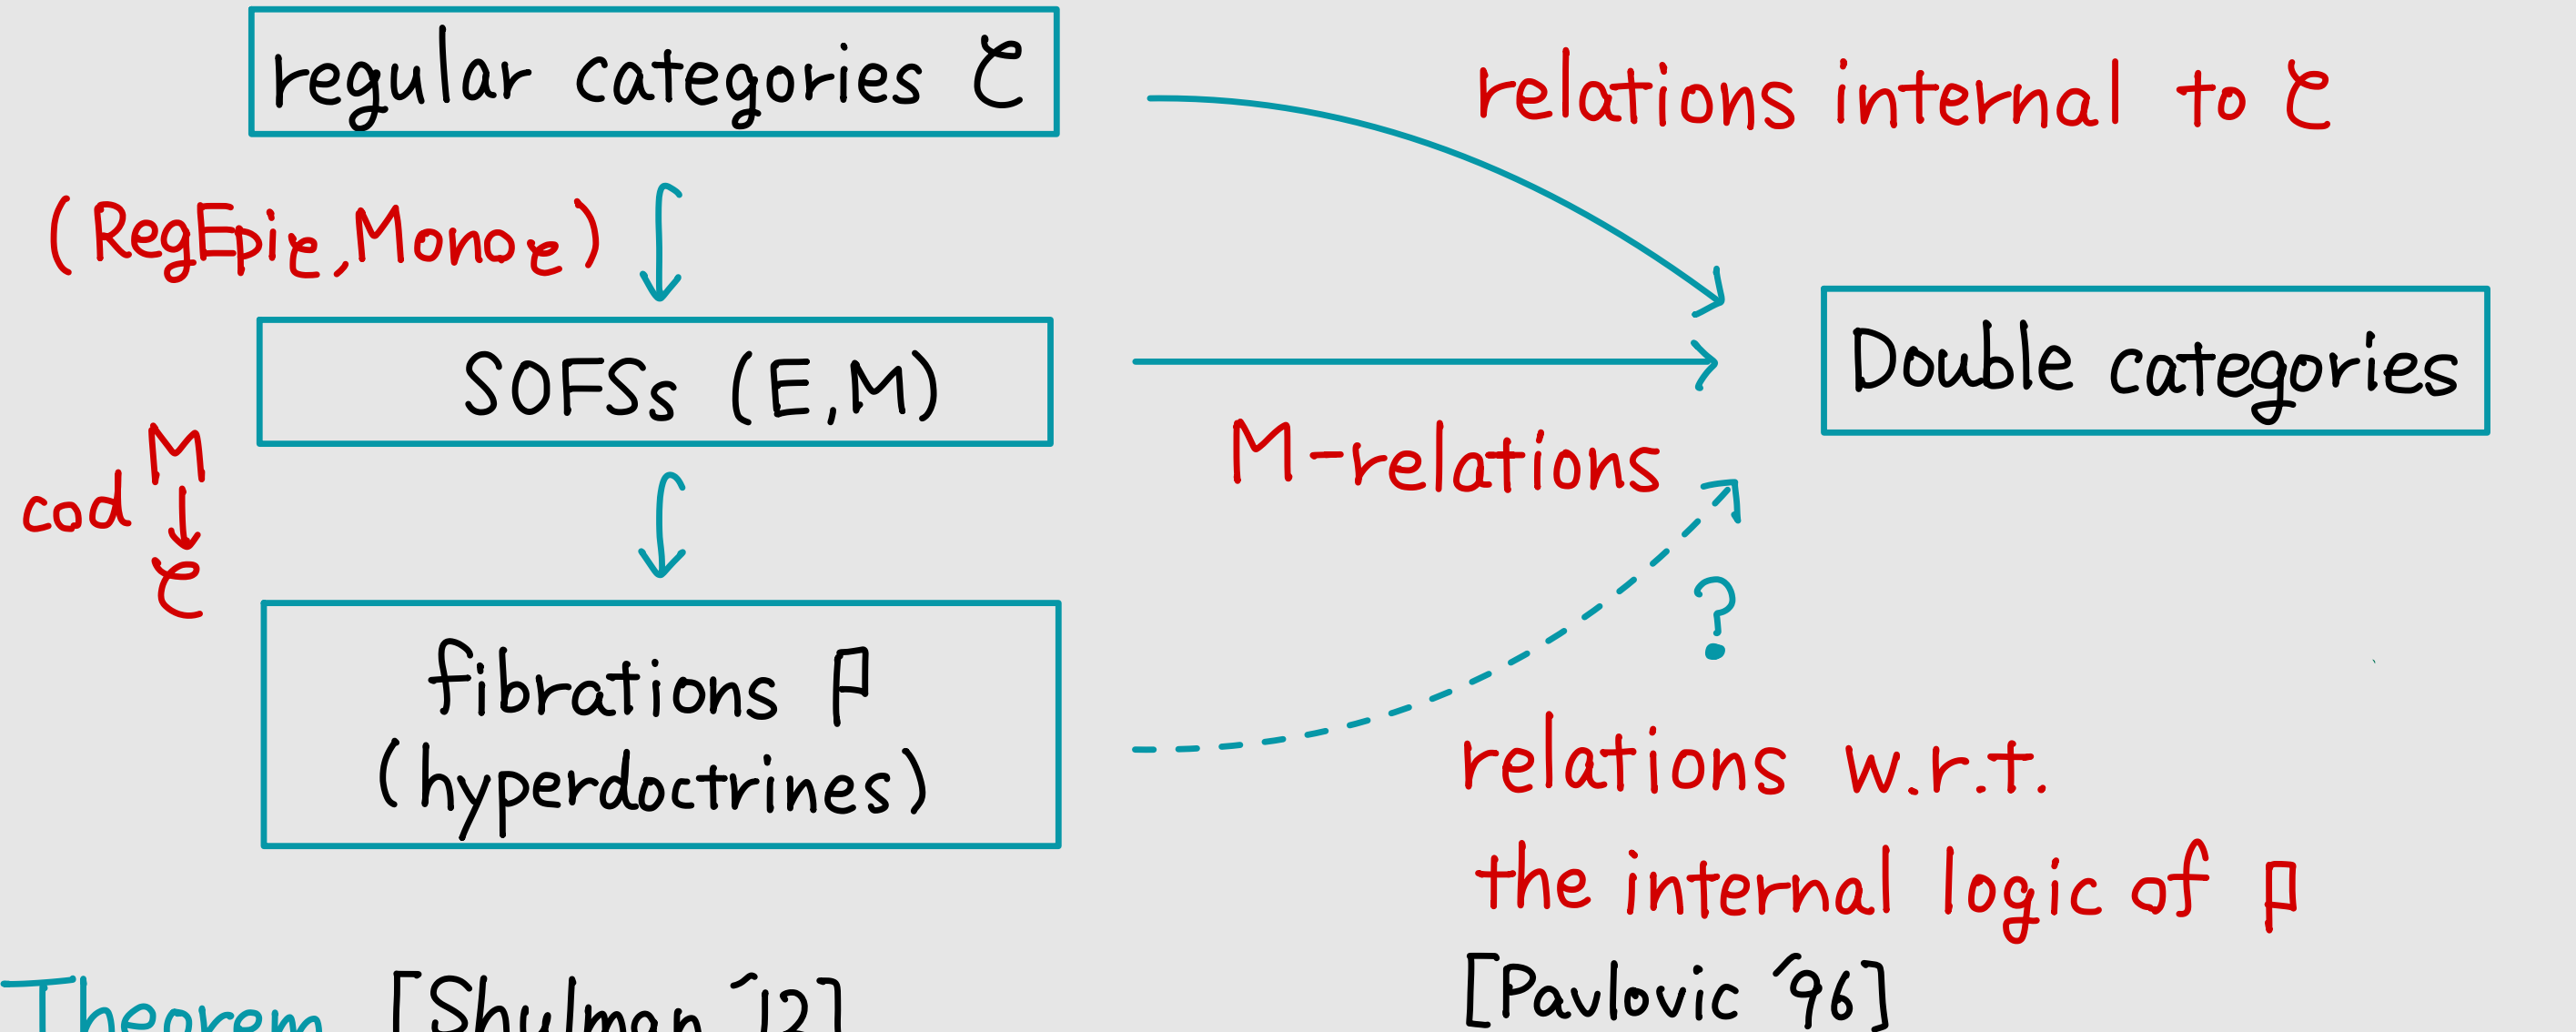 regular categories 𝒞
relations internal to 𝒞
(RegEpi𝒞, Mono𝒞)
SOFSs (E, M)
Double categories
M-relations
M
cod ↓
𝒞
?
fibrations 𝔭
(hyperdoctrines)
relations w.r.t.
the internal logic of 𝔭
[Pavlovic '96]
Theorem [Shulman '12]